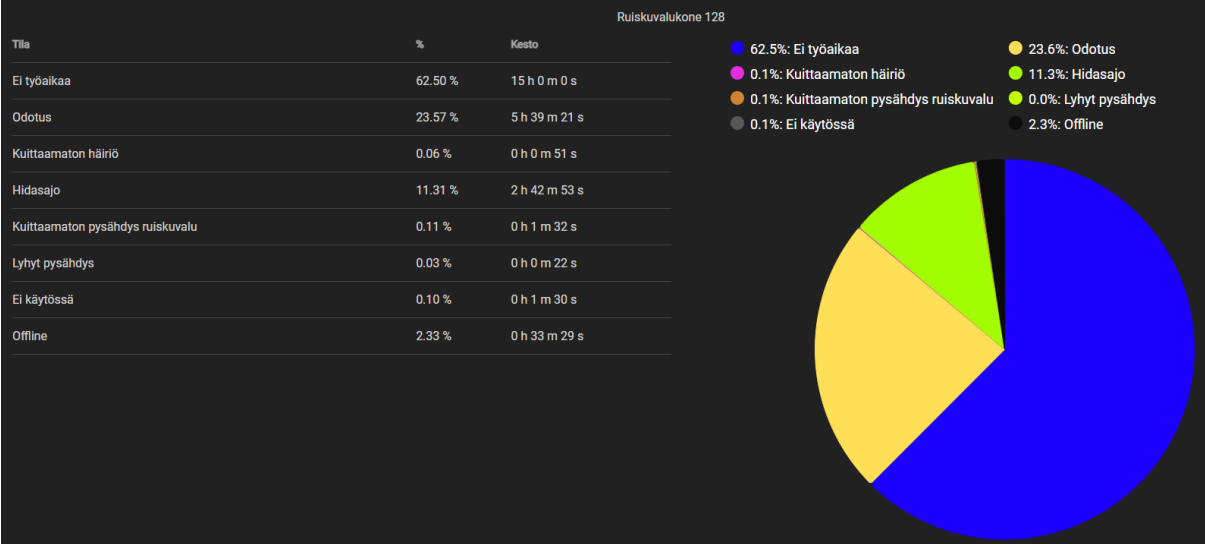 Ruiskuvalukone 128
Tila % Kesto
Ei työaikaa 62.50 % 15 h 0 m 0 s
Odotus 23.57 % 5 h 39 m 21 s
Kuittaamaton häiriö 0.06 % 0 h 0 m 51 s
Hidasajo 11.31 % 2 h 42 m 53 s
Kuittaamaton pysähdys ruiskuvalu 0.11 % 0 h 1 m 32 s
Lyhyt pysähdys 0.03 % 0 h 0 m 22 s
Ei käytössä 0.10 % 0 h 1 m 30 s
Offline 2.33 % 0 h 33 m 29 s
62.5%: Ei työaikaa 23.6%: Odotus
0.1%: Kuittaamaton häiriö 11.3%: Hidasajo
0.1%: Kuittaamaton pysähdys ruiskuvalu 0.0%: Lyhyt pysähdys
0.1%: Ei käytössä 2.3%: Offline